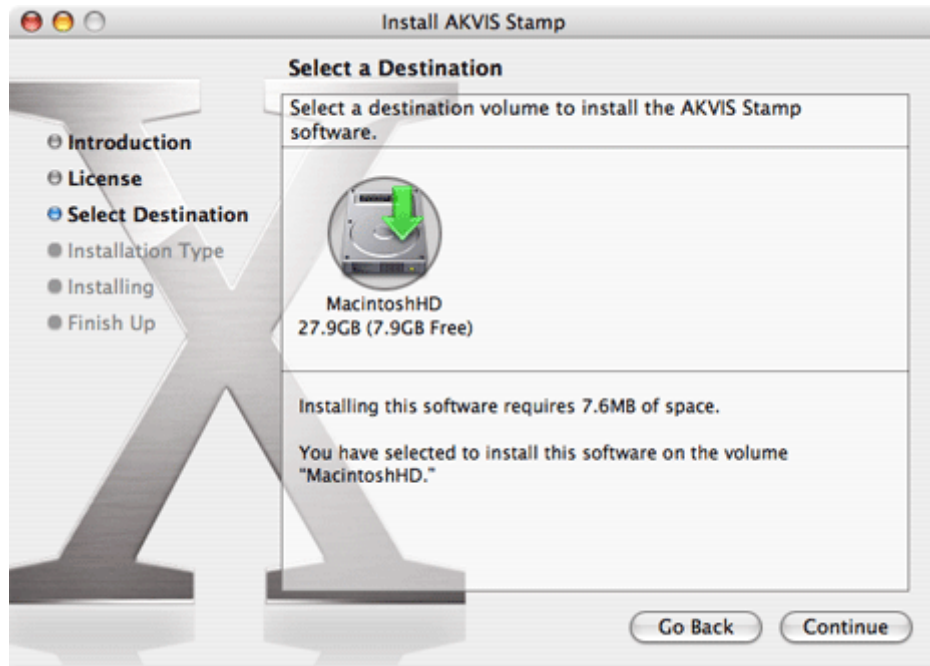 Install AKVIS Stamp
Select a Destination
Select a destination volume to install the AKVIS Stamp
software.
Introduction
License
Select Destination
Installation Type
Installing
Finish Up
MacintoshHD
27.9GB (7.9GB Free)
Installing this software requires 7.6MB of space.
You have selected to install this software on the volume
"MacintoshHD."
Go Back
Continue